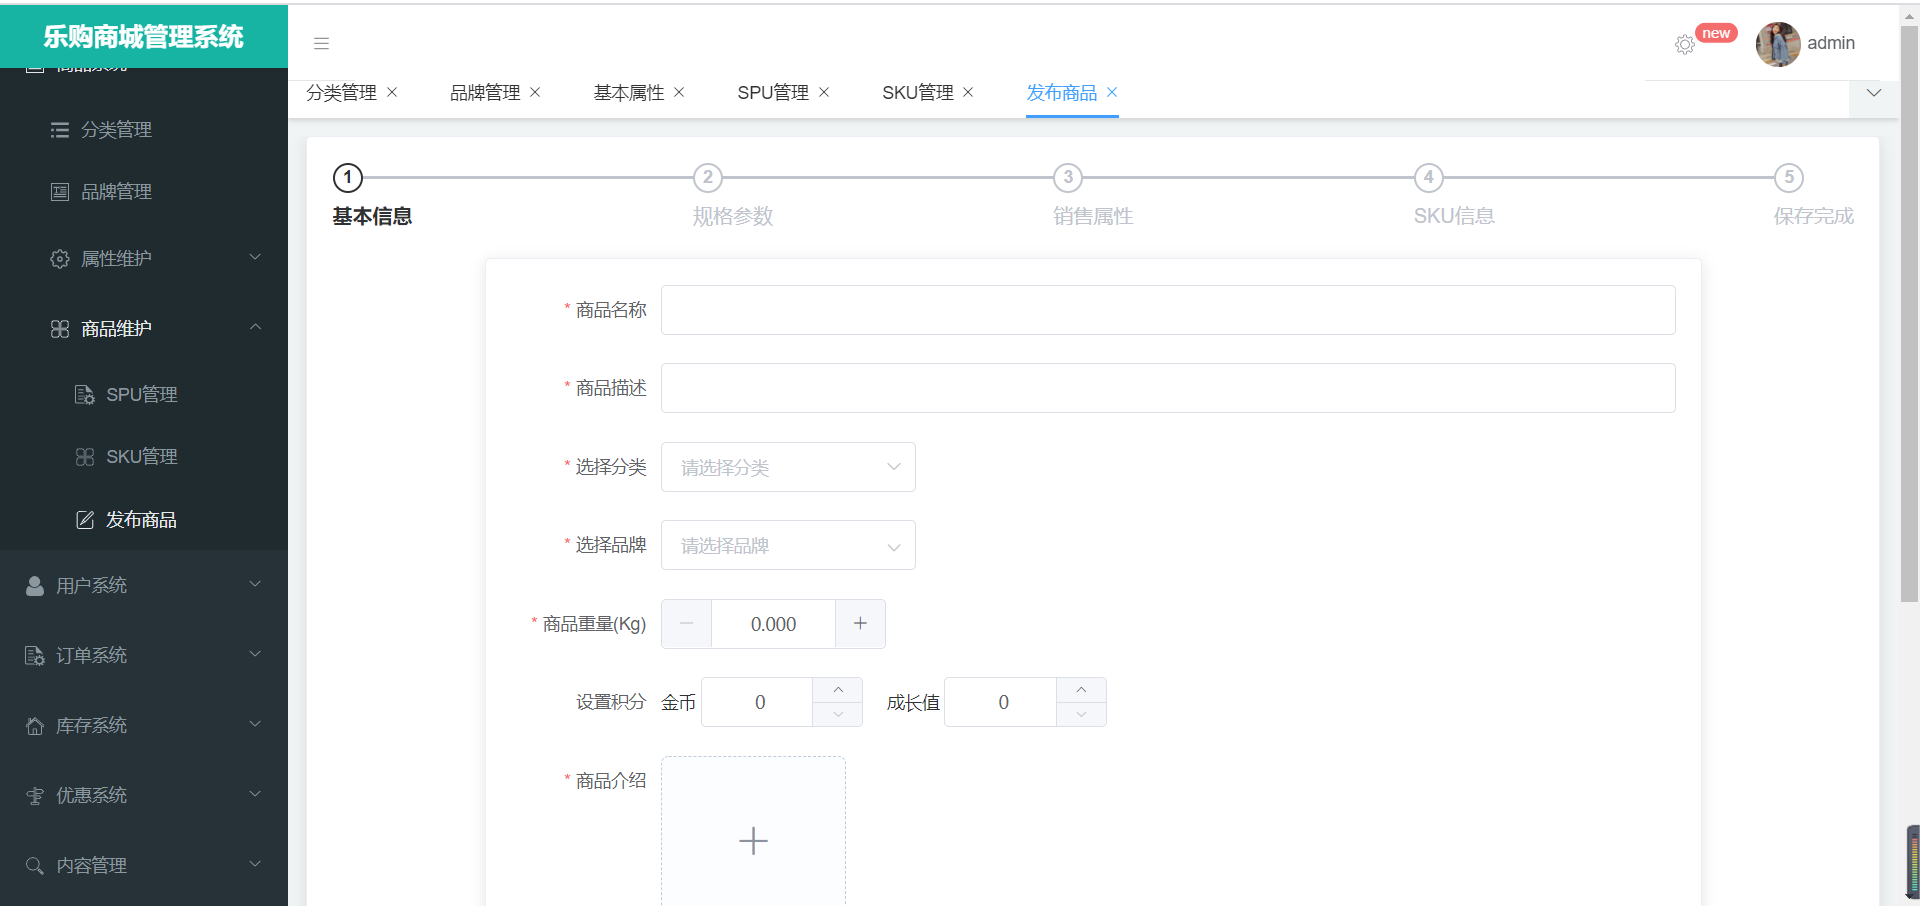 乐购商城管理系统
商品系统
分类管理
品牌管理
属性维护
商品维护
SPU管理
SKU管理
发布商品
用户系统
订单系统
库存系统
优惠系统
内容管理
new
admin
分类管理 品牌管理 基本属性 SPU管理 SKU管理 发布商品
1 2 3 4 5
基本信息 规格参数 销售属性 SKU信息 保存完成
* 商品名称
* 商品描述
* 选择分类 请选择分类
* 选择品牌 请选择品牌
* 商品重量(Kg) 0.000
设置积分 金币 0 成长值 0
* 商品介绍